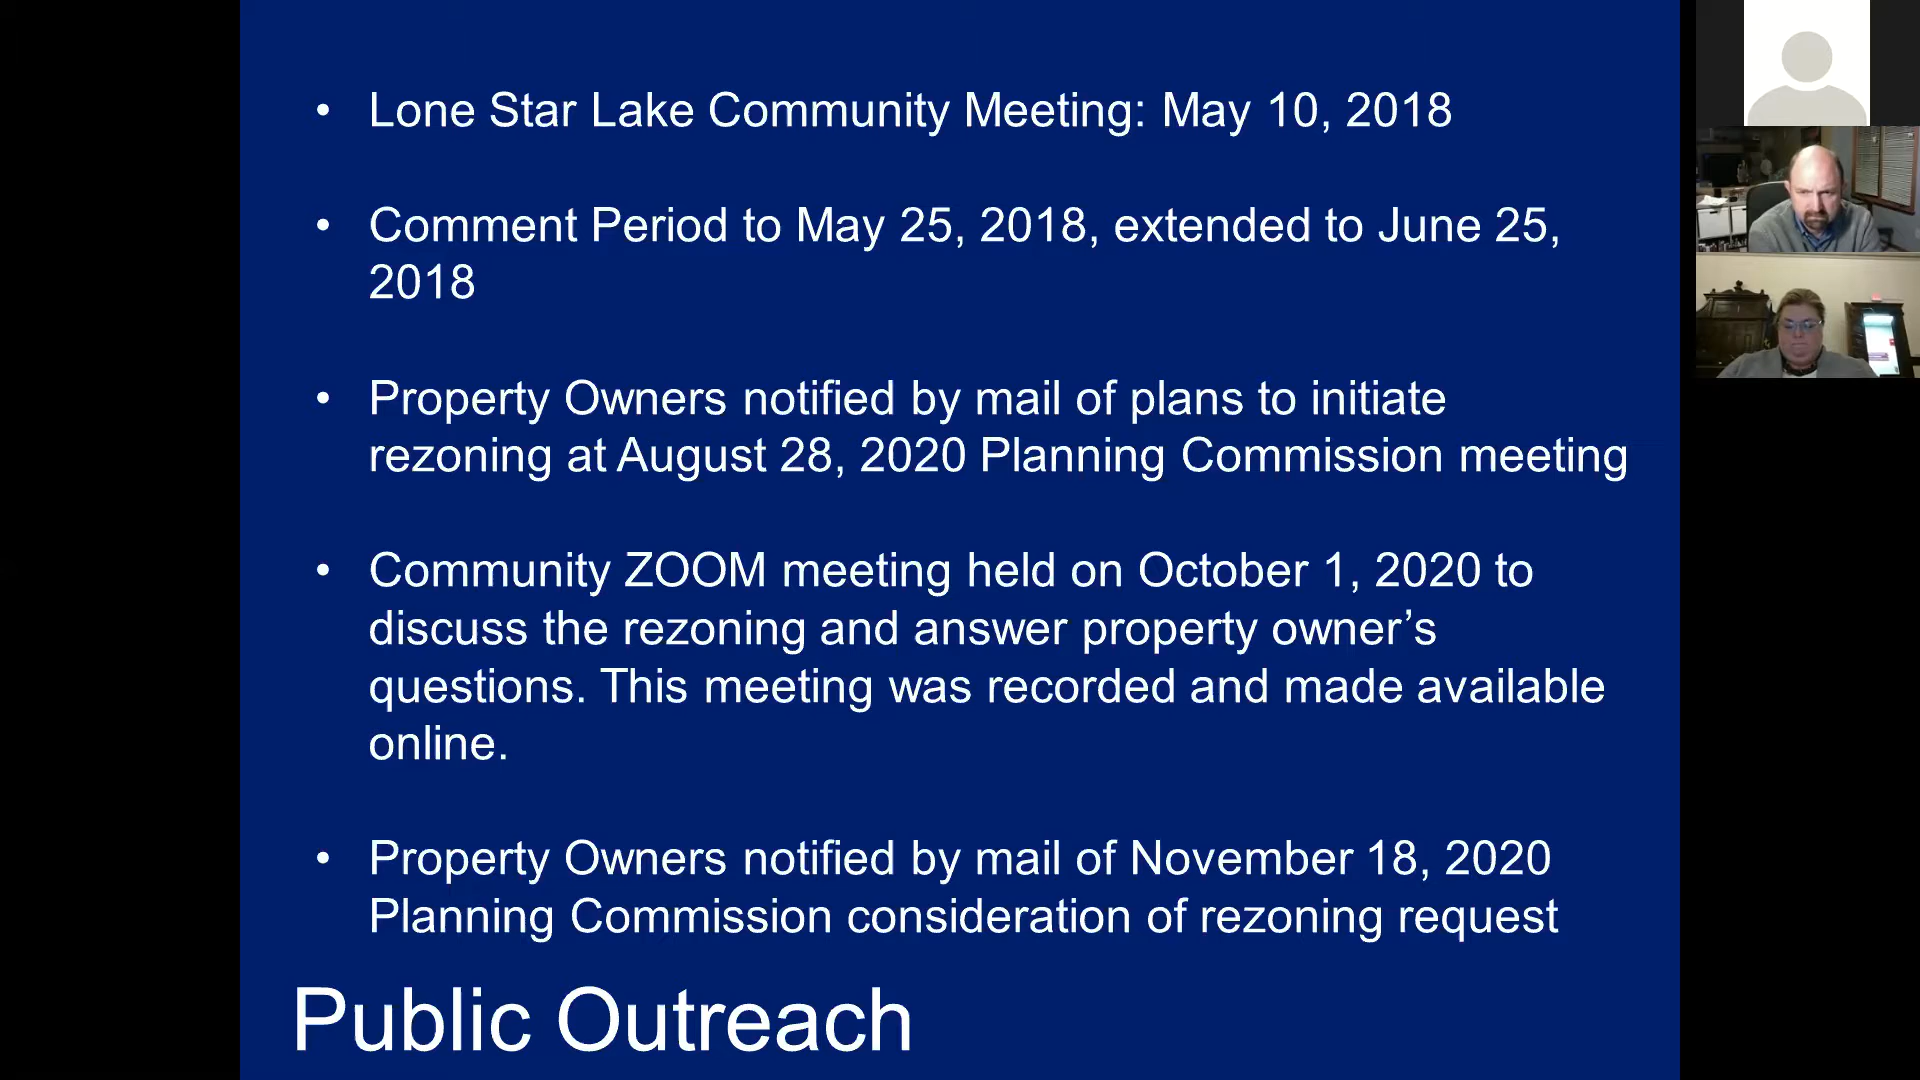 • Lone Star Lake Community Meeting: May 10, 2018
• Comment Period to May 25, 2018, extended to June 25,
2018
• Property Owners notified by mail of plans to initiate
rezoning at August 28, 2020 Planning Commission meeting
• Community ZOOM meeting held on October 1, 2020 to
discuss the rezoning and answer property owner’s
questions. This meeting was recorded and made available
online.
• Property Owners notified by mail of November 18, 2020
Planning Commission consideration of rezoning request
Public Outreach